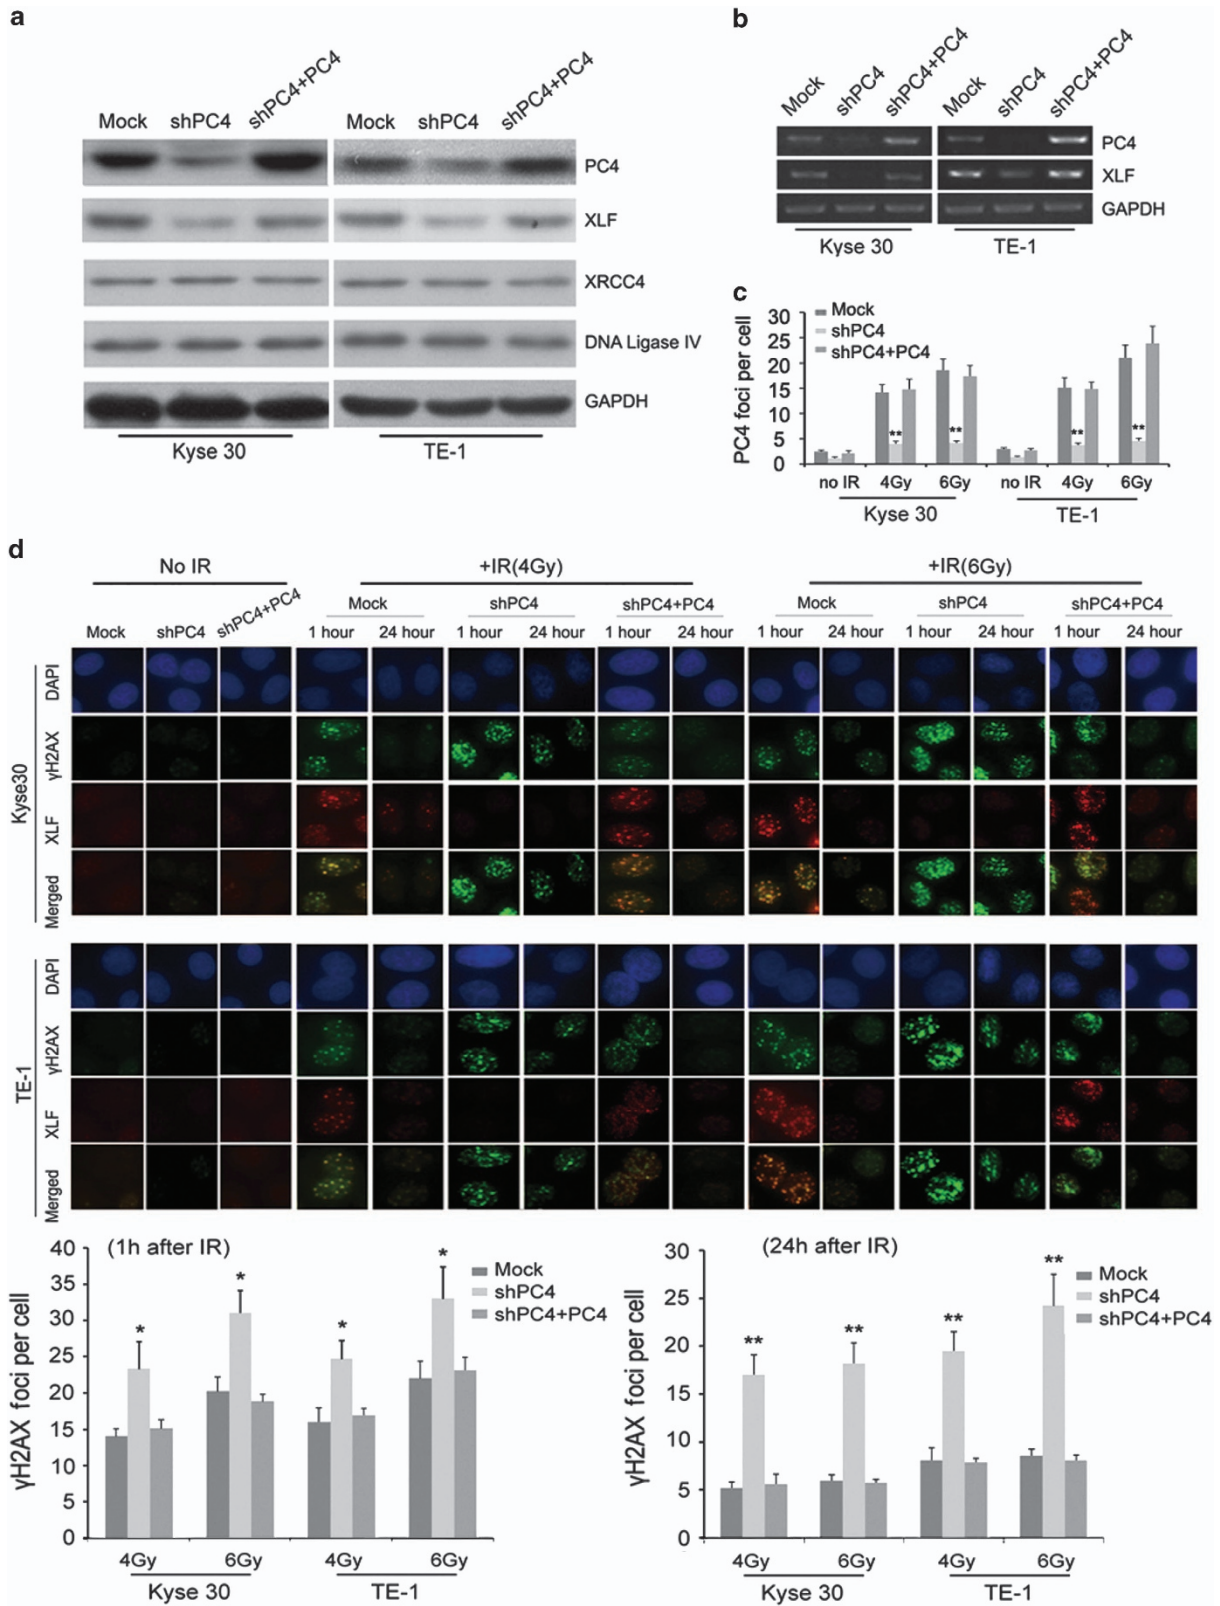 a
Mock shPC4 shPC4+PC4 Mock shPC4 shPC4+PC4
PC4
XLF
XRCC4
DNA Ligase IV
GAPDH
Kyse 30 TE-1
b
Mock shPC4 shPC4+PC4 Mock shPC4 shPC4+PC4
PC4
XLF
GAPDH
Kyse 30 TE-1
c
PC4 foci per cell
30
25
20
15
10
5
0
Mock
shPC4
shPC4+PC4
** ** ** **
no IR 4Gy 6Gy no IR 4Gy 6Gy
Kyse 30 TE-1
d
No IR +IR(4Gy) +IR(6Gy)
Mock shPC4 shPC4+PC4 Mock shPC4 shPC4+PC4
Mock shPC4 shPC4+PC4 1 hour 24 hour 1 hour 24 hour 1 hour 24 hour 1 hour 24 hour 1 hour 24 hour 1 hour 24 hour
Kyse30
DAPI
γH2AX
XLF
Merged
TE-1
DAPI
γH2AX
XLF
Merged
(1h after IR)
γH2AX foci per cell
40
35
30
25
20
15
10
5
0
Mock
shPC4
shPC4+PC4
* * * *
4Gy 6Gy 4Gy 6Gy
Kyse 30 TE-1
(24h after IR)
γH2AX foci per cell
30
25
20
15
10
5
0
Mock
shPC4
shPC4+PC4
** ** ** **
4Gy 6Gy 4Gy 6Gy
Kyse 30 TE-1